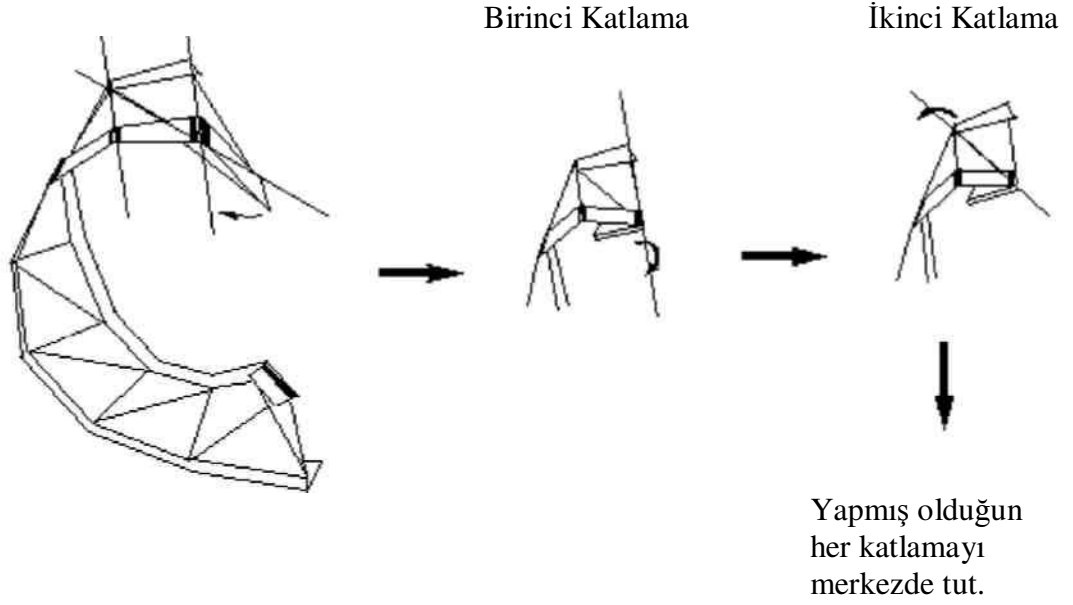 Birinci Katlama
İkinci Katlama
Yapmış olduğun
her katlamayı
merkezde tut.